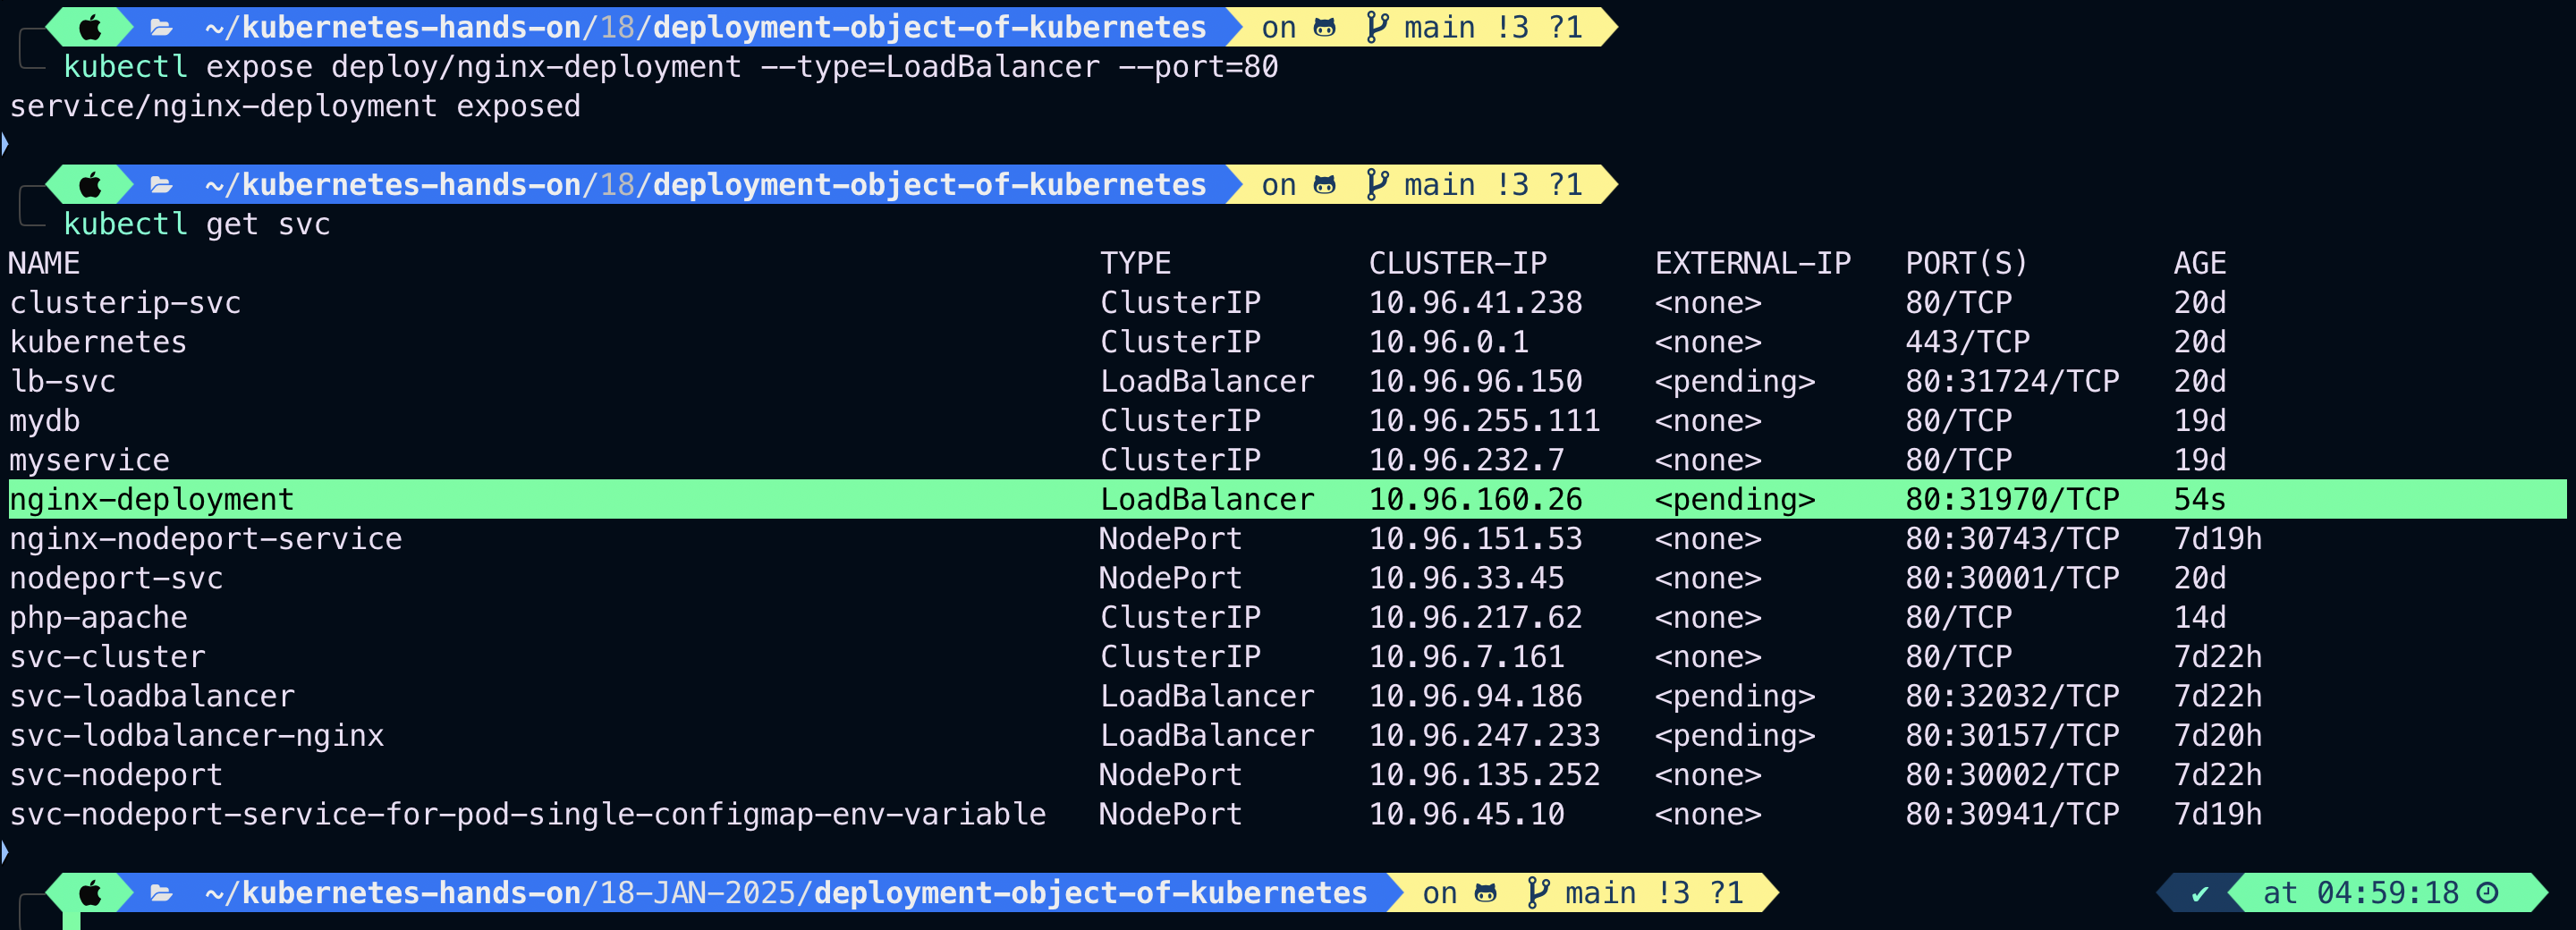 ~/kubernetes-hands-on/18/deployment-object-of-kubernetes on main !3 ?1
kubectl expose deploy/nginx-deployment --type=LoadBalancer --port=80
service/nginx-deployment exposed
~/kubernetes-hands-on/18/deployment-object-of-kubernetes on main !3 ?1
kubectl get svc
NAME TYPE CLUSTER-IP EXTERNAL-IP PORT(S) AGE
clusterip-svc ClusterIP 10.96.41.238 <none> 80/TCP 20d
kubernetes ClusterIP 10.96.0.1 <none> 443/TCP 20d
lb-svc LoadBalancer 10.96.96.150 <pending> 80:31724/TCP 20d
mydb ClusterIP 10.96.255.111 <none> 80/TCP 19d
myservice ClusterIP 10.96.232.7 <none> 80/TCP 19d
nginx-deployment LoadBalancer 10.96.160.26 <pending> 80:31970/TCP 54s
nginx-nodeport-service NodePort 10.96.151.53 <none> 80:30743/TCP 7d19h
nodeport-svc NodePort 10.96.33.45 <none> 80:30001/TCP 20d
php-apache ClusterIP 10.96.217.62 <none> 80/TCP 14d
svc-cluster ClusterIP 10.96.7.161 <none> 80/TCP 7d22h
svc-loadbalancer LoadBalancer 10.96.94.186 <pending> 80:32032/TCP 7d22h
svc-lodbalancer-nginx LoadBalancer 10.96.247.233 <pending> 80:30157/TCP 7d20h
svc-nodeport NodePort 10.96.135.252 <none> 80:30002/TCP 7d22h
svc-nodeport-service-for-pod-single-configmap-env-variable NodePort 10.96.45.10 <none> 80:30941/TCP 7d19h
~/kubernetes-hands-on/18-JAN-2025/deployment-object-of-kubernetes on main !3 ?1 ✔ at 04:59:18